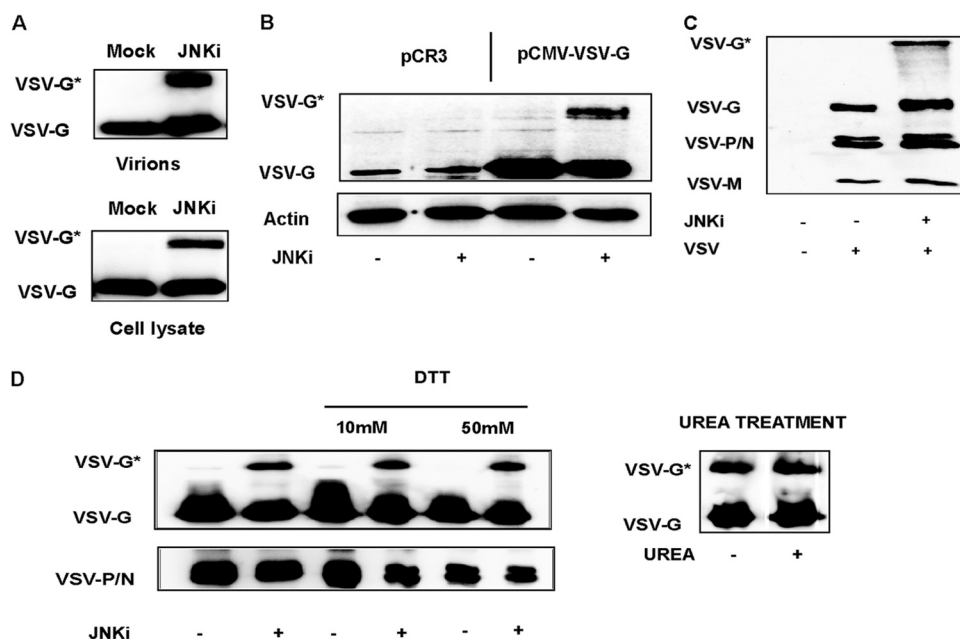 A
Mock JNKi
VSV-G*
VSV-G
Virions
Mock JNKi
VSV-G*
VSV-G
Cell lysate
B
pCR3 pCMV-VSV-G
VSV-G*
VSV-G
Actin
JNKi - + - +
C
VSV-G*
VSV-G
VSV-P/N
VSV-M
JNKi - - +
VSV - + +
D
DTT
10mM 50mM
VSV-G*
VSV-G
VSV-P/N
JNKi - + - + - +
UREA TREATMENT
VSV-G*
VSV-G
UREA - +